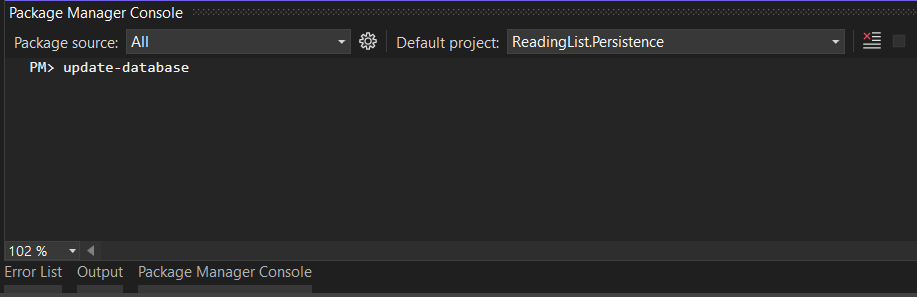 Package Manager Console
Package source: All Default project: ReadingList.Persistence
PM> update-database
102 %
Error List Output Package Manager Console